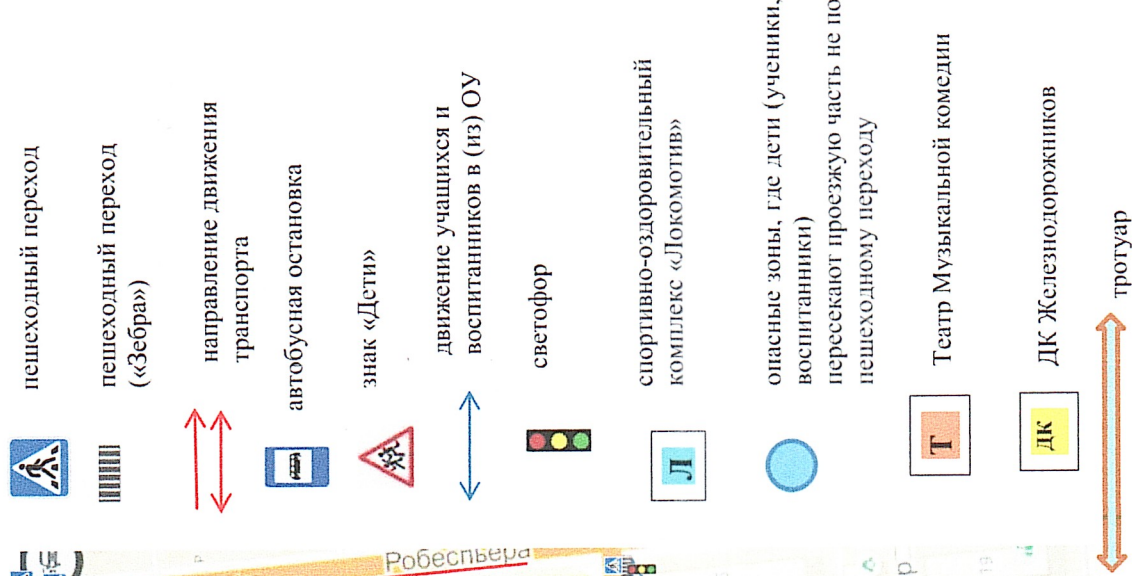 пешеходный переход
пешеходный переход
(«Зебра»)
направление движения
транспорта
автобусная остановка
знак «Дети»
движение учащихся и
воспитанников в (из) ОУ
светофор
Л
спортивно-оздоровительный
комплекс «Локомотив»
опасные зоны, где дети (ученики,
воспитанники)
пересекают проезжую часть не по
пешеходному переходу
Т
Театр Музыкальной комедии
ДК
ДК Железнодорожников
тротуар
Робеспьера
р
19